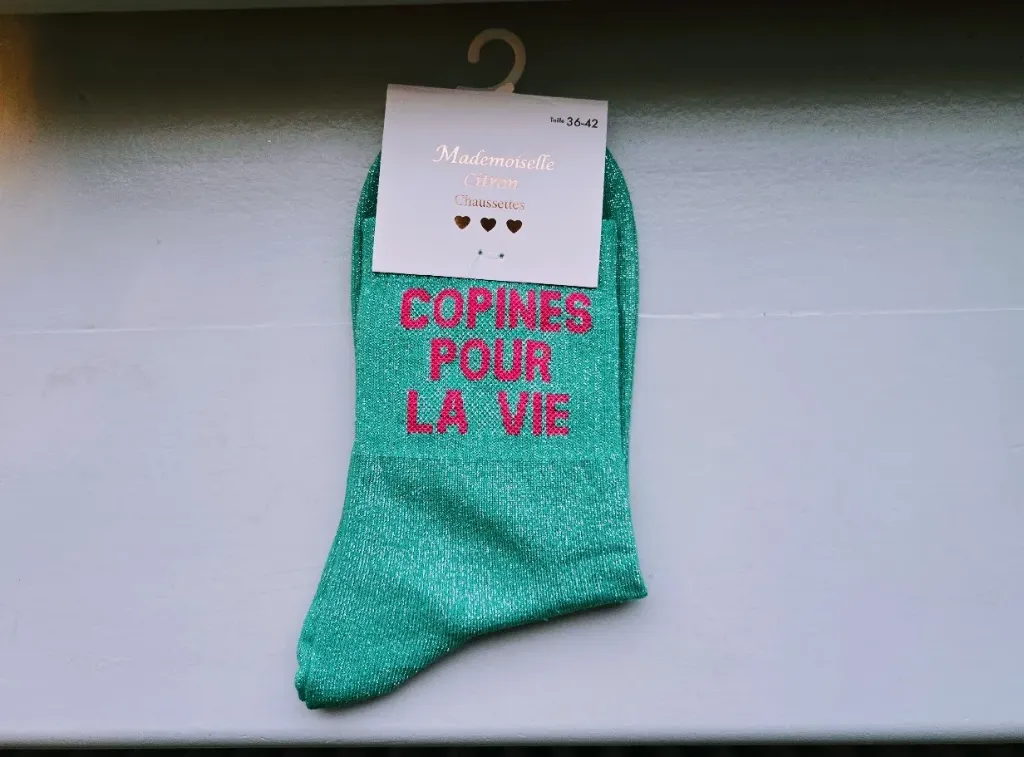 Taille 36-42
Mademoiselle
Citron
Chaussettes
COPINES
POUR
LA VIE